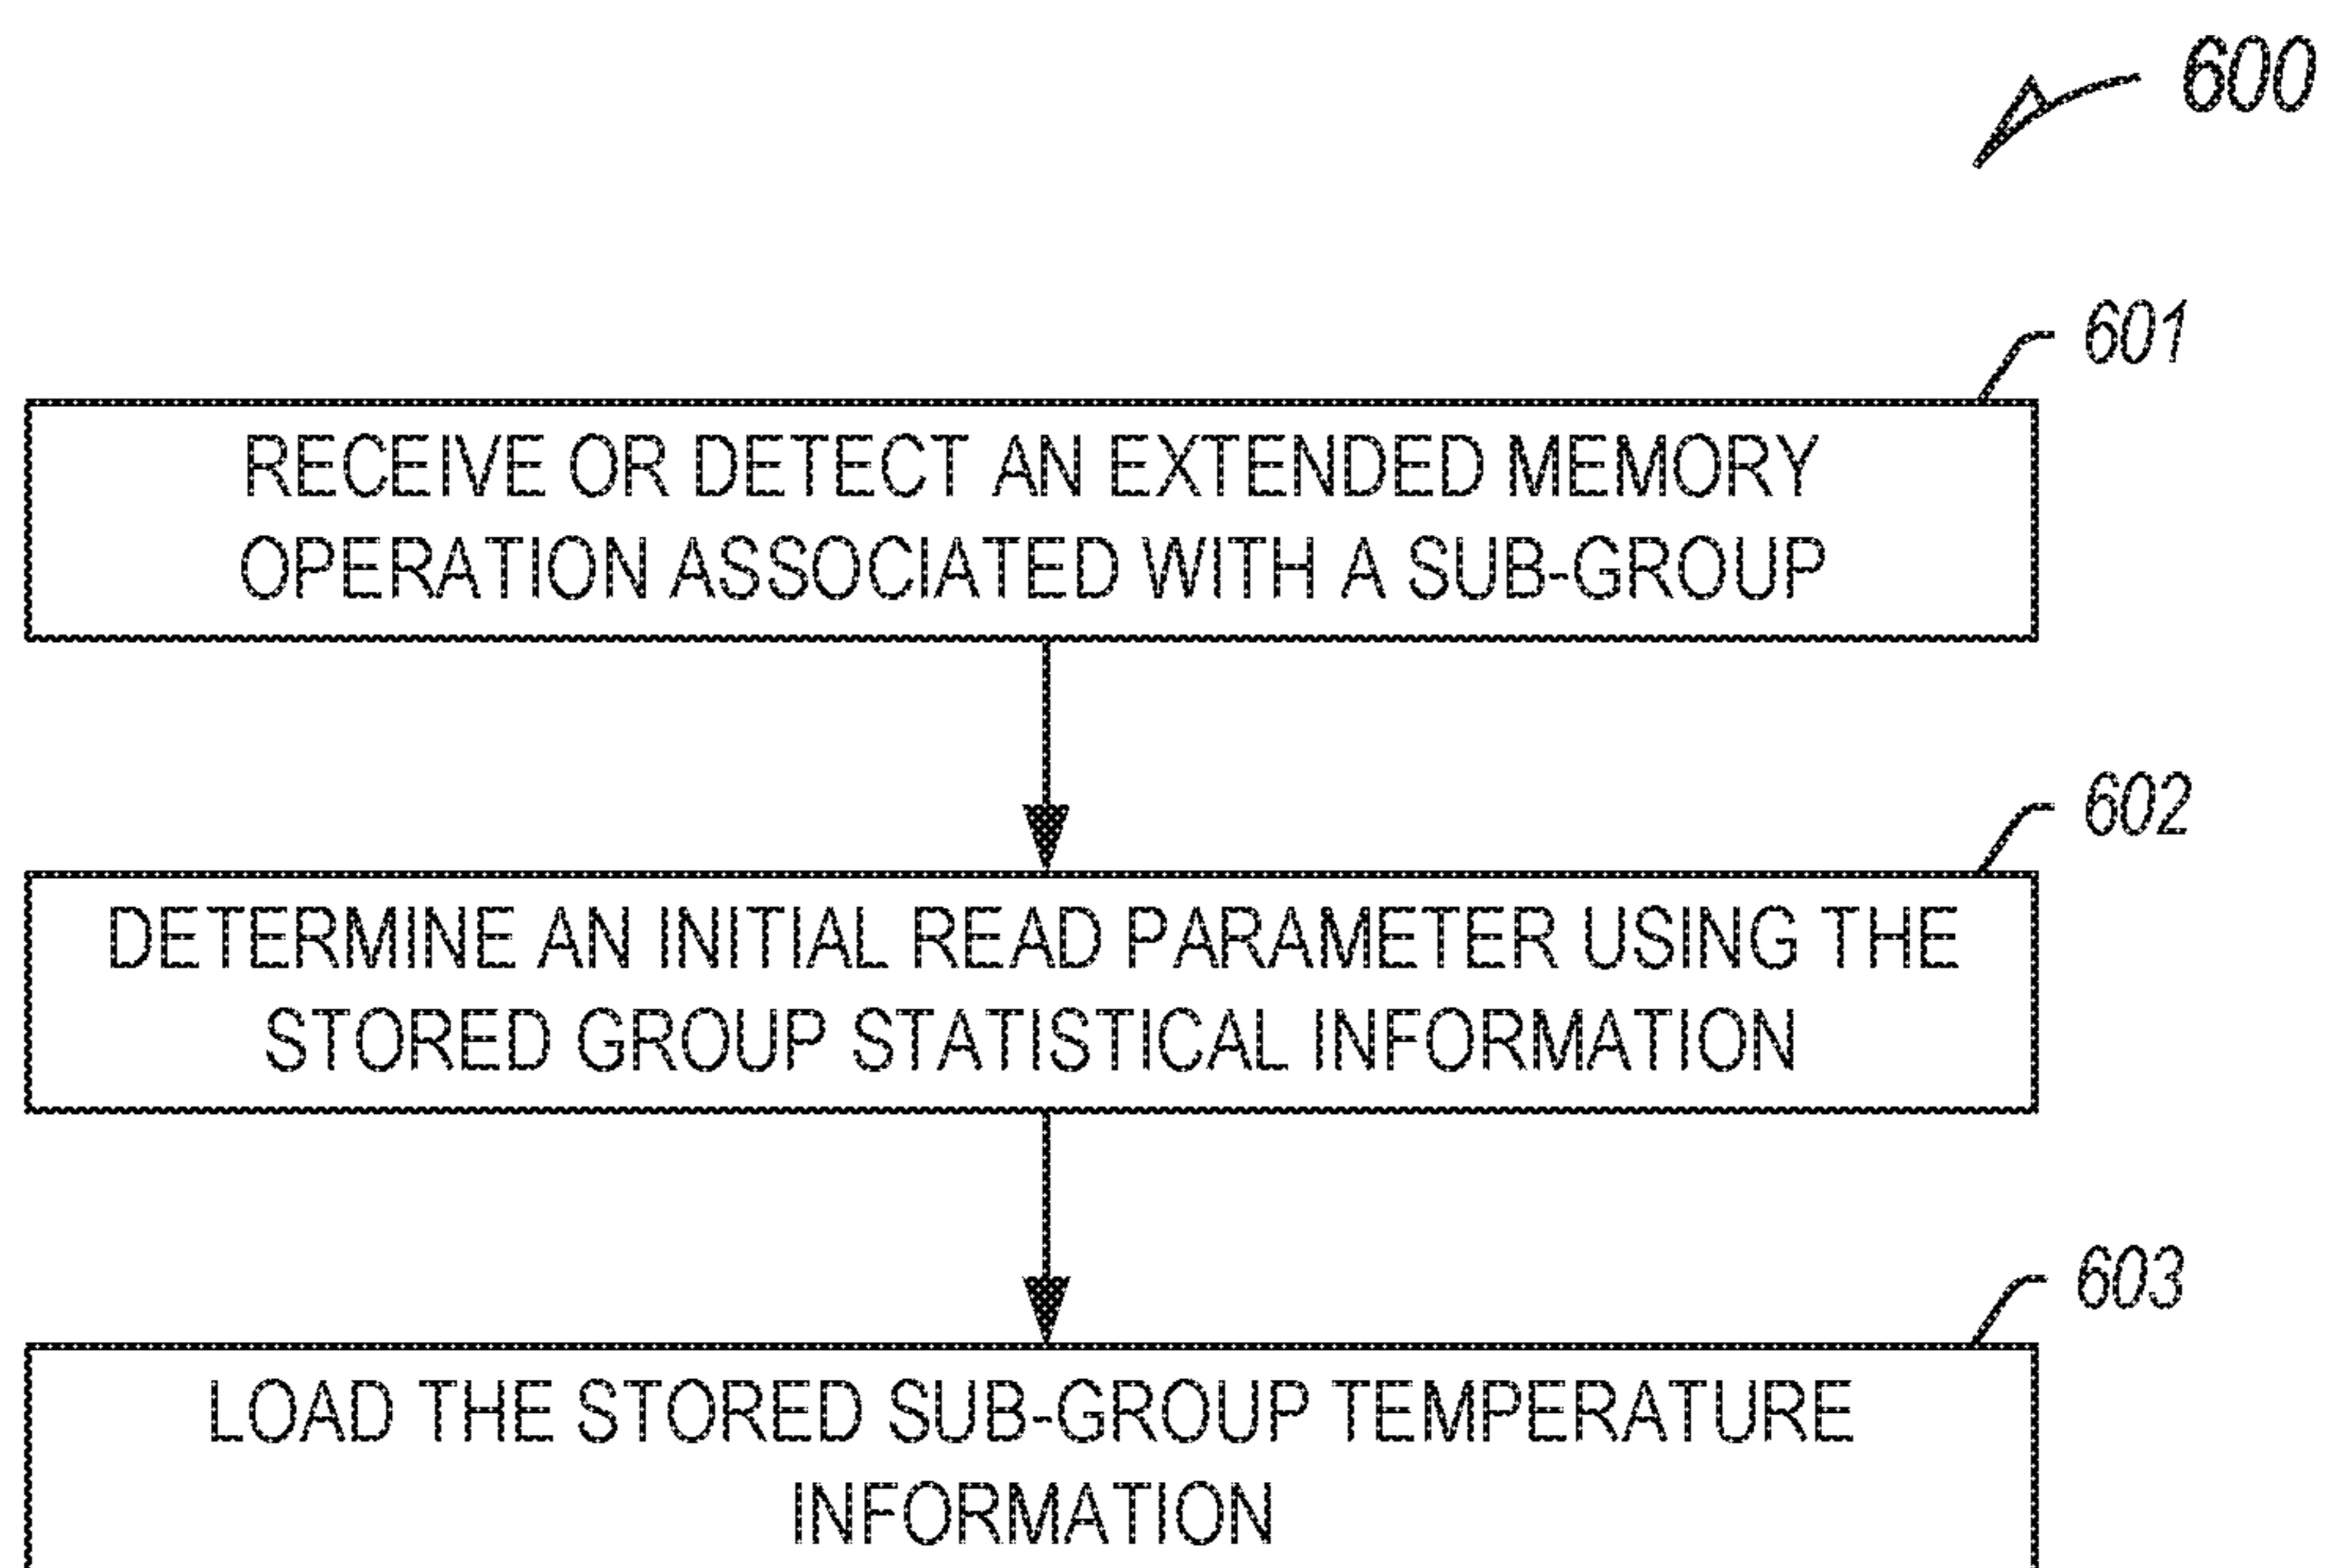 600
601
RECEIVE OR DETECT AN EXTENDED MEMORY
OPERATION ASSOCIATED WITH A SUB-GROUP
602
DETERMINE AN INITIAL READ PARAMETER USING THE
STORED GROUP STATISTICAL INFORMATION
603
LOAD THE STORED SUB-GROUP TEMPERATURE
INFORMATION